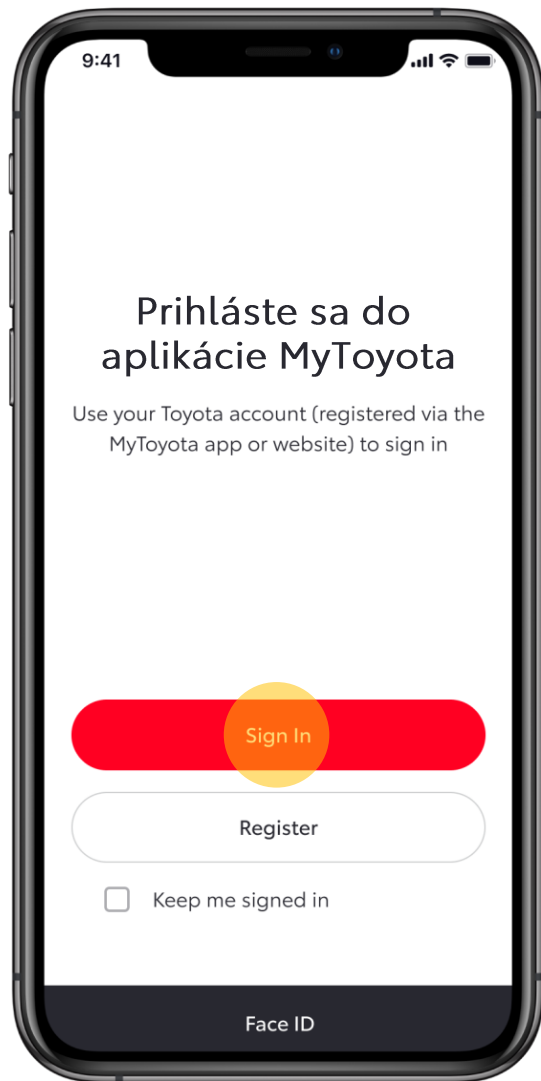 9:41
Prihláste sa do
aplikácie MyToyota
Use your Toyota account (registered via the
MyToyota app or website) to sign in
Sign In
Register
Keep me signed in
Face ID